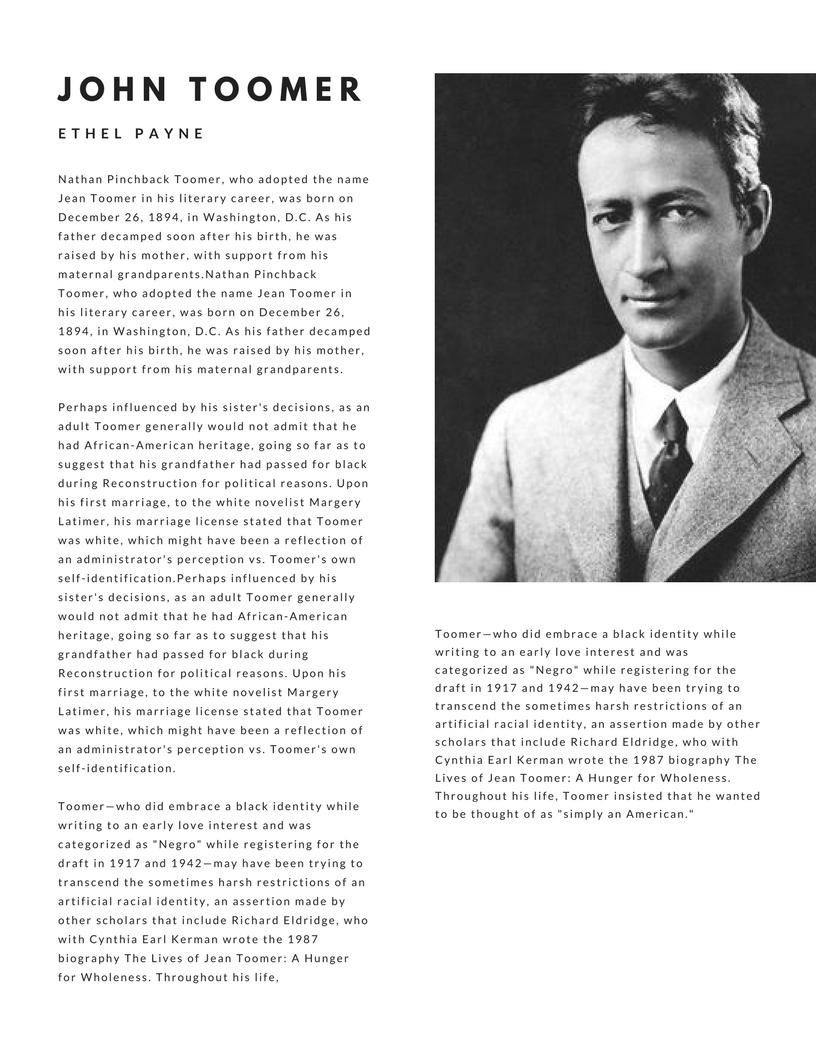 JOHN TOOMER
ETHEL PAYNE
Nathan Pinchback Toomer, who adopted the name
Jean Toomer in his literary career, was born on
December 26, 1894, in Washington, D.C. As his
father decamped soon after his birth, he was
raised by his mother, with support from his
maternal grandparents.Nathan Pinchback
Toomer, who adopted the name Jean Toomer in
his literary career, was born on December 26,
1894, in Washington, D.C. As his father decamped
soon after his birth, he was raised by his mother,
with support from his maternal grandparents.
Perhaps influenced by his sister's decisions, as an
adult Toomer generally would not admit that he
had African-American heritage, going so far as to
suggest that his grandfather had passed for black
during Reconstruction for political reasons. Upon
his first marriage, to the white novelist Margery
Latimer, his marriage license stated that Toomer
was white, which might have been a reflection of
an administrator's perception vs. Toomer's own
self-identification.Perhaps influenced by his
sister's decisions, as an adult Toomer generally
would not admit that he had African-American
heritage, going so far as to suggest that his
grandfather had passed for black during
Reconstruction for political reasons. Upon his
first marriage, to the white novelist Margery
Latimer, his marriage license stated that Toomer
was white, which might have been a reflection of
an administrator's perception vs. Toomer's own
self-identification.
Toomer—who did embrace a black identity while
writing to an early love interest and was
categorized as "Negro" while registering for the
draft in 1917 and 1942—may have been trying to
transcend the sometimes harsh restrictions of an
artificial racial identity, an assertion made by
other scholars that include Richard Eldridge, who
with Cynthia Earl Kerman wrote the 1987
biography The Lives of Jean Toomer: A Hunger
for Wholeness. Throughout his life,
Toomer—who did embrace a black identity while
writing to an early love interest and was
categorized as "Negro" while registering for the
draft in 1917 and 1942—may have been trying to
transcend the sometimes harsh restrictions of an
artificial racial identity, an assertion made by other
scholars that include Richard Eldridge, who with
Cynthia Earl Kerman wrote the 1987 biography The
Lives of Jean Toomer: A Hunger for Wholeness.
Throughout his life, Toomer insisted that he wanted
to be thought of as "simply an American."